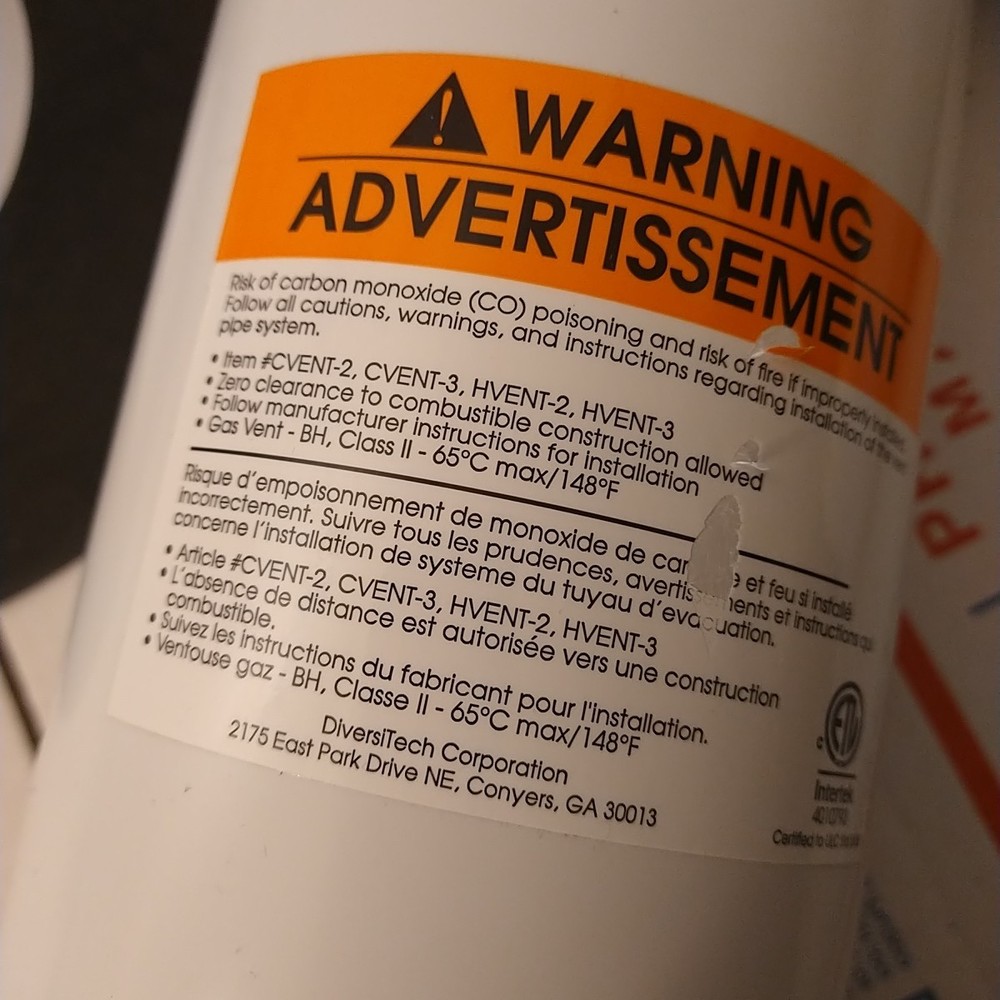 WARNING
ADVERTISSEMENT
Risk of carbon monoxide (CO) poisoning and risk of fire if improperly installed.
Follow all cautions, warnings, and instructions regarding installation of the
pipe system.
• Item #CVENT-2, CVENT-3, HVENT-2, HVENT-3
• Zero clearance to combustible construction allowed
• Follow manufacturer instructions for installation
• Gas Vent - BH, Class II - 65°C max/148°F
Risque d'empoisonnement de monoxide de car e et feu si installé
incorrectement. Suivre tous les prudences, avertis ments et instructions qui
concerne l'installation de systeme du tuyau d'evacuation.
• Article #CVENT-2, CVENT-3, HVENT-2, HVENT-3
• L'absence de distance est autorisée vers une construction
combustible.
• Suivez les instructions du fabricant pour l'installation.
• Ventouse gaz - BH, Classe II - 65°C max/148°F
DiversiTech Corporation
2175 East Park Drive NE, Conyers, GA 30013
c ETL
Intertek
Certified to ULC
PRM